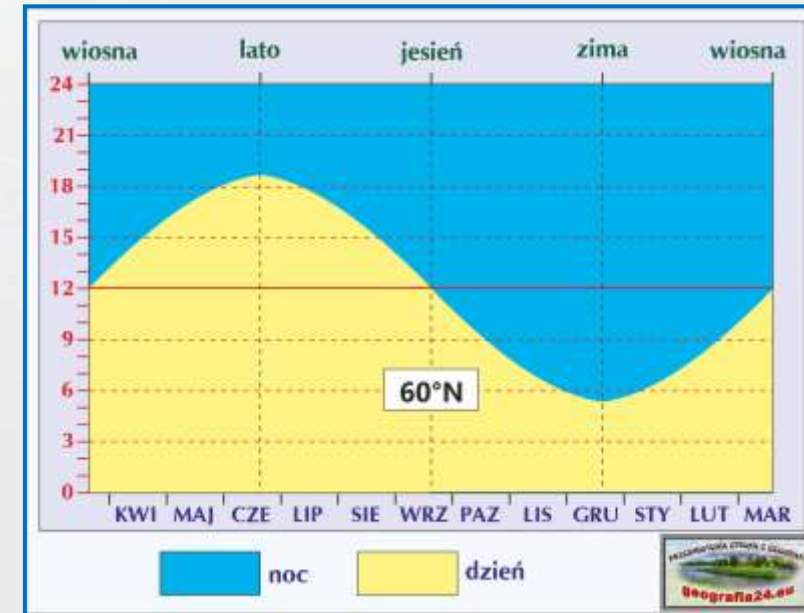 wiosna lato jesień zima wiosna
24
21
18
15
12
9
6
3
0
60°N
KWI MAJ CZE LIP SIE WRZ PAZ LIS GRU STY LUT MAR
noc dzień
geografia24.eu